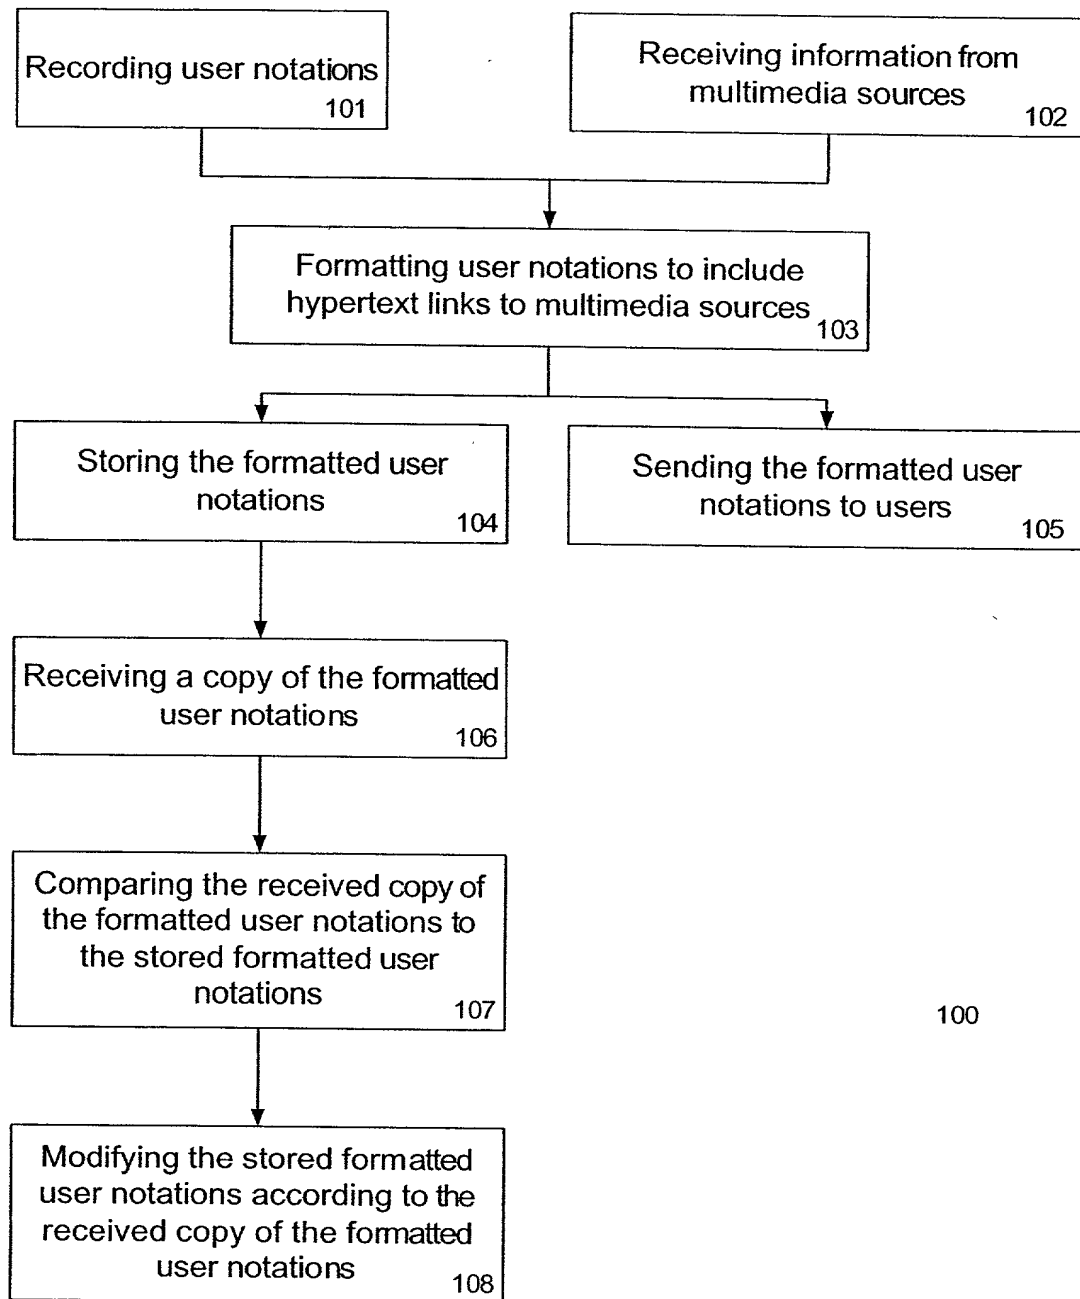 Recording user notations
101
Receiving information from
multimedia sources
102
Formatting user notations to include
hypertext links to multimedia sources
103
Storing the formatted user
notations
104
Sending the formatted user
notations to users
105
Receiving a copy of the formatted
user notations
106
Comparing the received copy of
the formatted user notations to
the stored formatted user
notations
107
100
Modifying the stored formatted
user notations according to the
received copy of the formatted
user notations
108